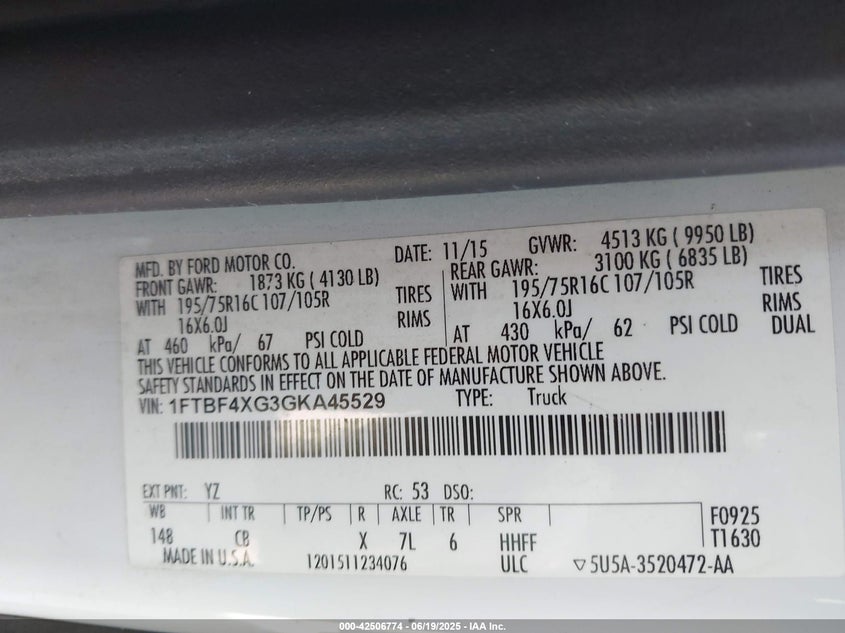 MFD. BY FORD MOTOR CO. DATE: 11/15 GVWR: 4513 KG ( 9950 LB)
FRONT GAWR: 1873 KG ( 4130 LB) REAR GAWR: 3100 KG ( 6835 LB)
WITH 195/75R16C 107/105R TIRES WITH 195/75R16C 107/105R TIRES
16X6.0J RIMS 16X6.0J RIMS
AT 460 kPa/ 67 PSI COLD AT 430 kPa/ 62 PSI COLD DUAL
THIS VEHICLE CONFORMS TO ALL APPLICABLE FEDERAL MOTOR VEHICLE
SAFETY STANDARDS IN EFFECT ON THE DATE OF MANUFACTURE SHOWN ABOVE.
VIN: 1FTBF4XG3GKA45529 TYPE: Truck
EXT PNT: YZ RC: 53 DSO:
WB INT TR TP/PS R AXLE TR SPR F0925
148 CB X 7L 6 HHFF T1630
MADE IN U.S.A. 1201511234076 ULC ▽5U5A-3520472-AA
000-42506774 - 06/19/2025 - IAA Inc.